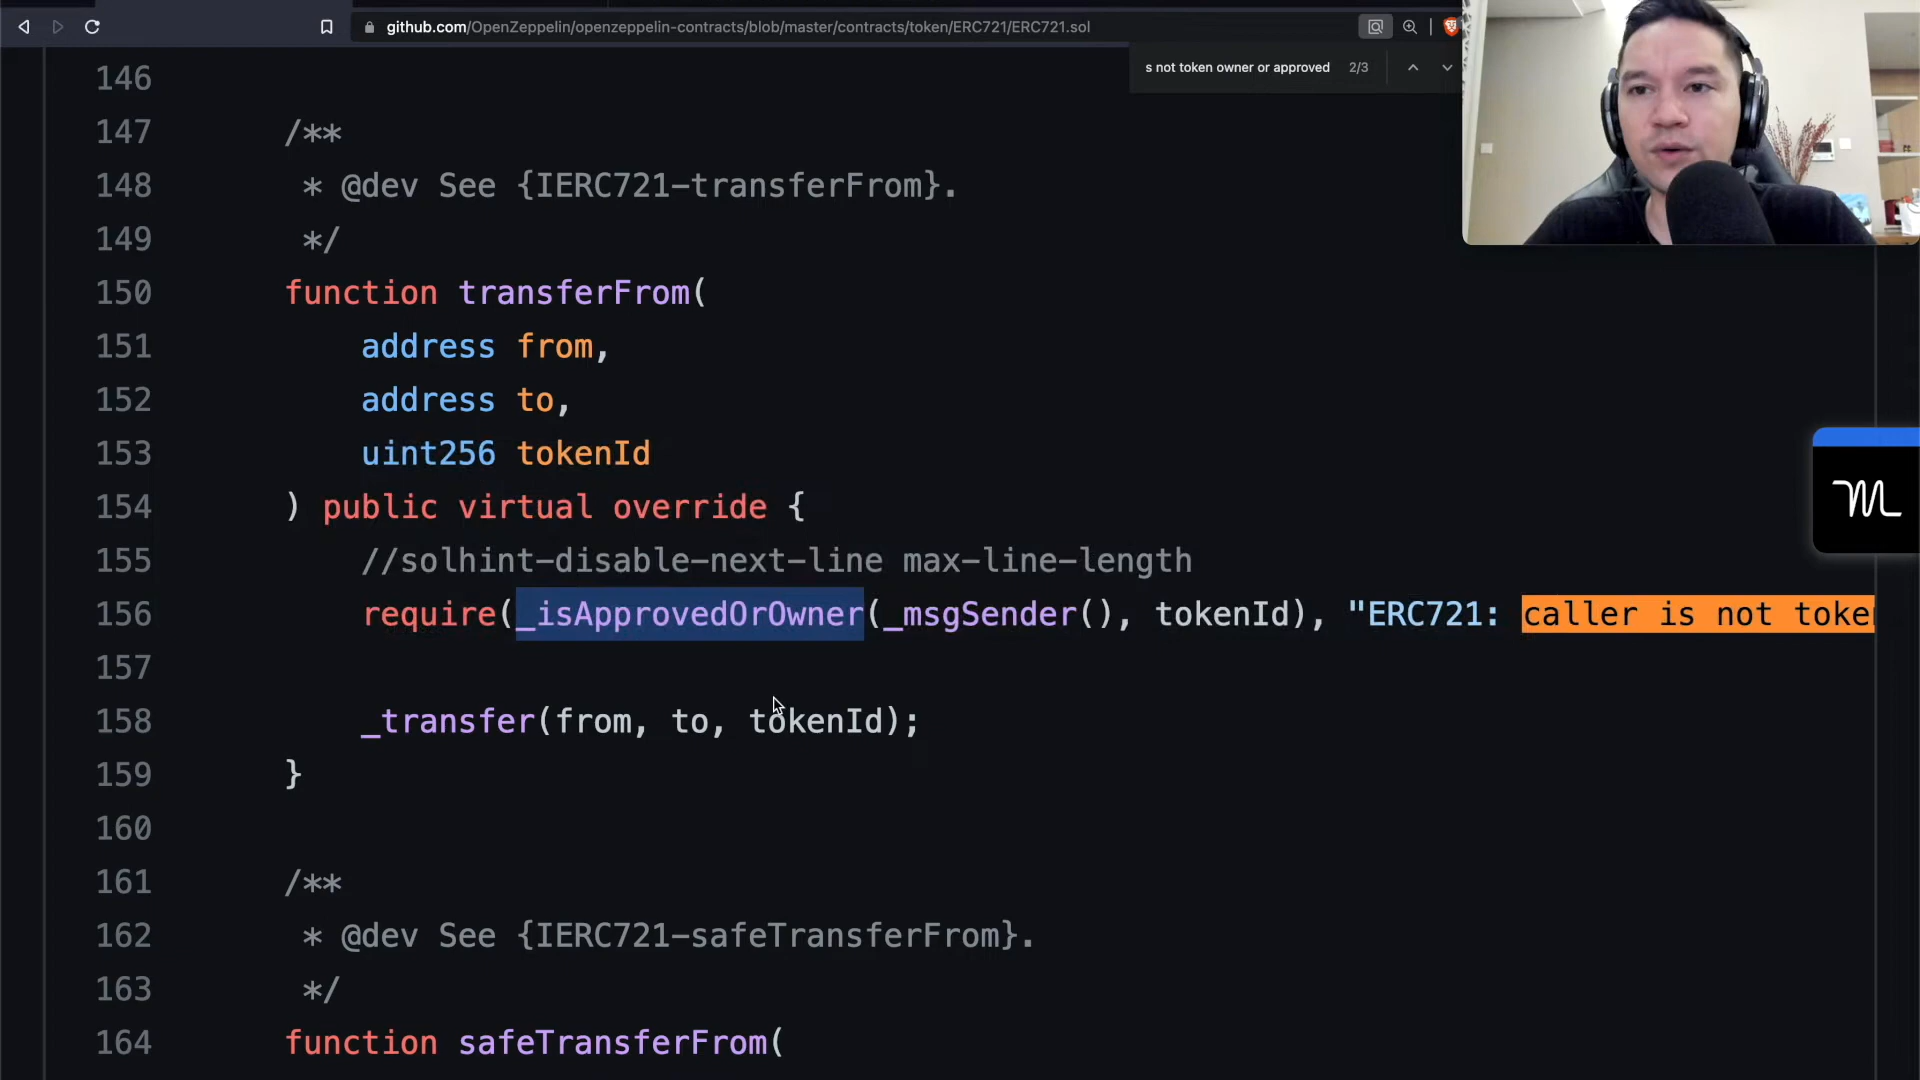 github.com/OpenZeppelin/openzeppelin-contracts/blob/master/contracts/token/ERC721/ERC721.sol
s not token owner or approved 2/3
146
147 /**
148 * @dev See {IERC721-transferFrom}.
149 */
150 function transferFrom(
151 address from,
152 address to,
153 uint256 tokenId
154 ) public virtual override {
155 //solhint-disable-next-line max-line-length
156 require(_isApprovedOrOwner(_msgSender(), tokenId), "ERC721: caller is not token
157
158 _transfer(from, to, tokenId);
159 }
160
161 /**
162 * @dev See {IERC721-safeTransferFrom}.
163 */
164 function safeTransferFrom(